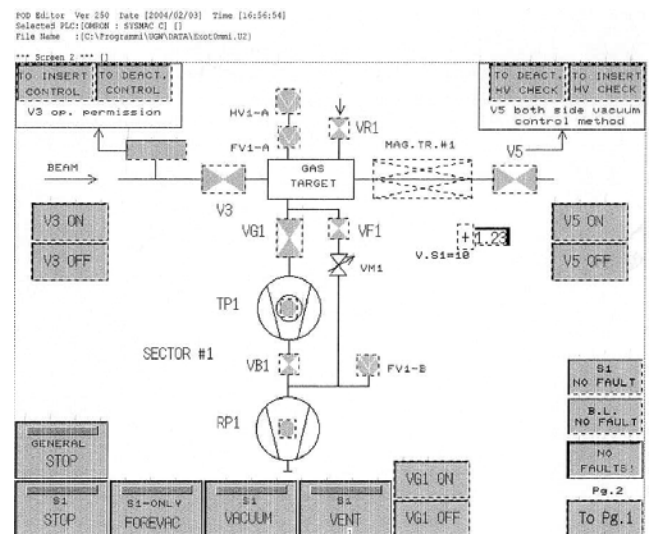 POD Editor Ver 250 Date [2004/02/03] Time [16:56:54]
Selected PLC:[OMRON : SYSMAC C] []
File Name :[C:\Programmi\UGW\DATA\ExotOmni.U2]
*** Screen 2 *** []
TO INSERT CONTROL
TO DEACT. CONTROL
V3 op. permission
TO DEACT. HV CHECK
TO INSERT HV CHECK
V5 both side vacuum
control method
HV1-A
FV1-A
VR1
MAG.TR.#1
V5
BEAM
GAS
TARGET
V3
V3 ON
V3 OFF
VG1
VF1
+1.23
V.S1=10
V5 ON
V5 OFF
VM1
TP1
SECTOR #1
VB1
FV1-B
S1
NO FAULT
B.L.
NO FAULT
RP1
GENERAL
STOP
NO
FAULTS!
VG1 ON
Pg.2
S1
STOP
S1-ONLY
FOREVAC
S1
VACUUM
S1
VENT
VG1 OFF
To Pg.1